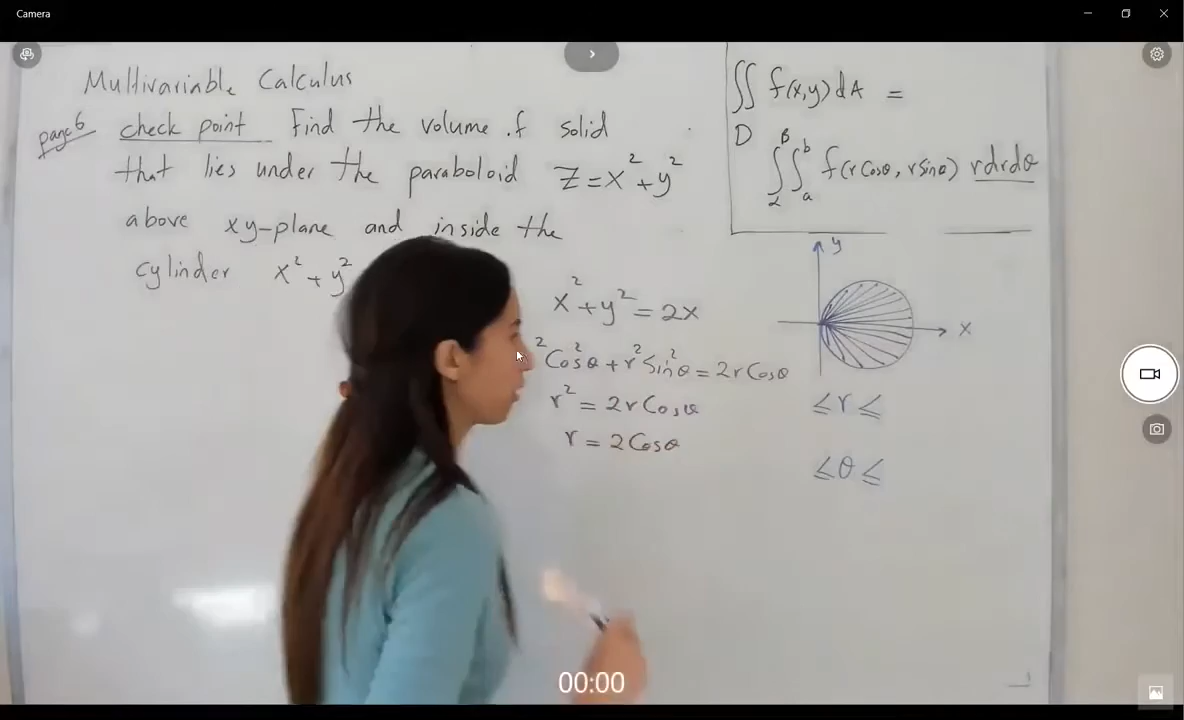 Camera
Multivariable Calculus
page 6
check point Find the volume of solid
that lies under the paraboloid Z = x² + y²
above xy-plane and inside the
cylinder x² + y²
x² + y² = 2x
² Cos²θ + r² Sin²θ = 2r Cosθ
r² = 2r Cosθ
r = 2 Cosθ
∬ f(x,y) dA =
D
∫ β α ∫ b a f(r Cosθ, r sinθ) r dr dθ
y
x
≤ r ≤
≤ θ ≤
00:00